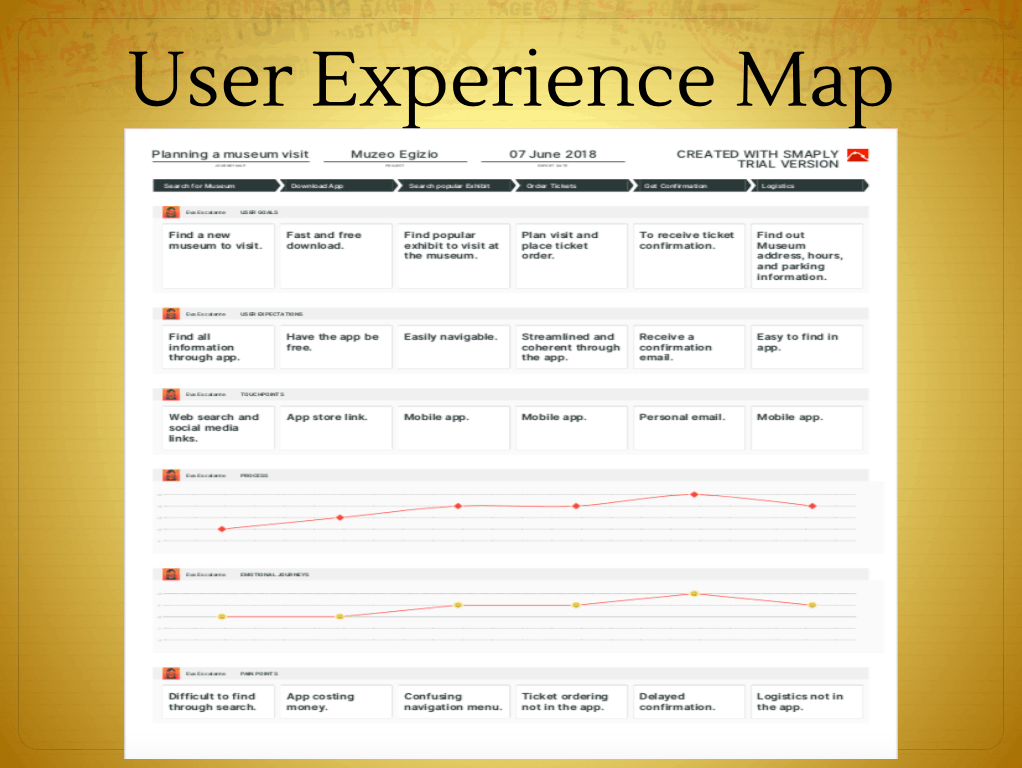 User Experience Map
Planning a museum visit
Muzeo Egizio
07 June 2018
CREATED WITH SMAPLY
TRIAL VERSION
Search for Museum
Download App
Search popular Exhibit
Order Tickets
Get Confirmation
Logistics
Eva Escalante USER GOALS
Find a new
museum to visit.
Fast and free
download.
Find popular
exhibit to visit at
the museum.
Plan visit and
place ticket
order.
To receive ticket
confirmation.
Find out
Museum
address, hours,
and parking
information.
Eva Escalante USER EXPECTATIONS
Find all
information
through app.
Have the app be
free.
Easily navigable.
Streamlined and
coherent through
the app.
Receive a
confirmation
email.
Easy to find in
app.
Eva Escalante TOUCHPOINTS
Web search and
social media
links.
App store link.
Mobile app.
Mobile app.
Personal email.
Mobile app.
Eva Escalante PROCESS
Eva Escalante EMOTIONAL JOURNEYS
Eva Escalante PAIN POINTS
Difficult to find
through search.
App costing
money.
Confusing
navigation menu.
Ticket ordering
not in the app.
Delayed
confirmation.
Logistics not in
the app.